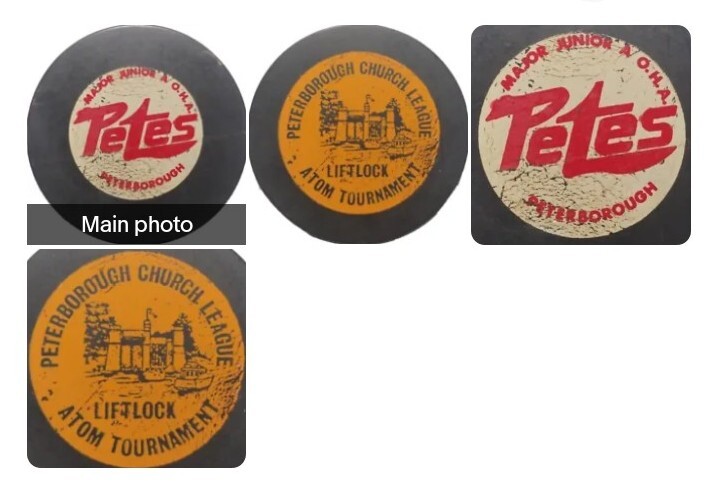 MAJOR JUNIOR A O.H.A.
Petes
PETERBOROUGH
Main photo
PETERBOROUGH CHURCH LEAGUE
LIFTLOCK
ATOM TOURNAMENT
MAJOR JUNIOR A O.H.A.
Petes
PETERBOROUGH
PETERBOROUGH CHURCH LEAGUE
LIFTLOCK
ATOM TOURNAMENT